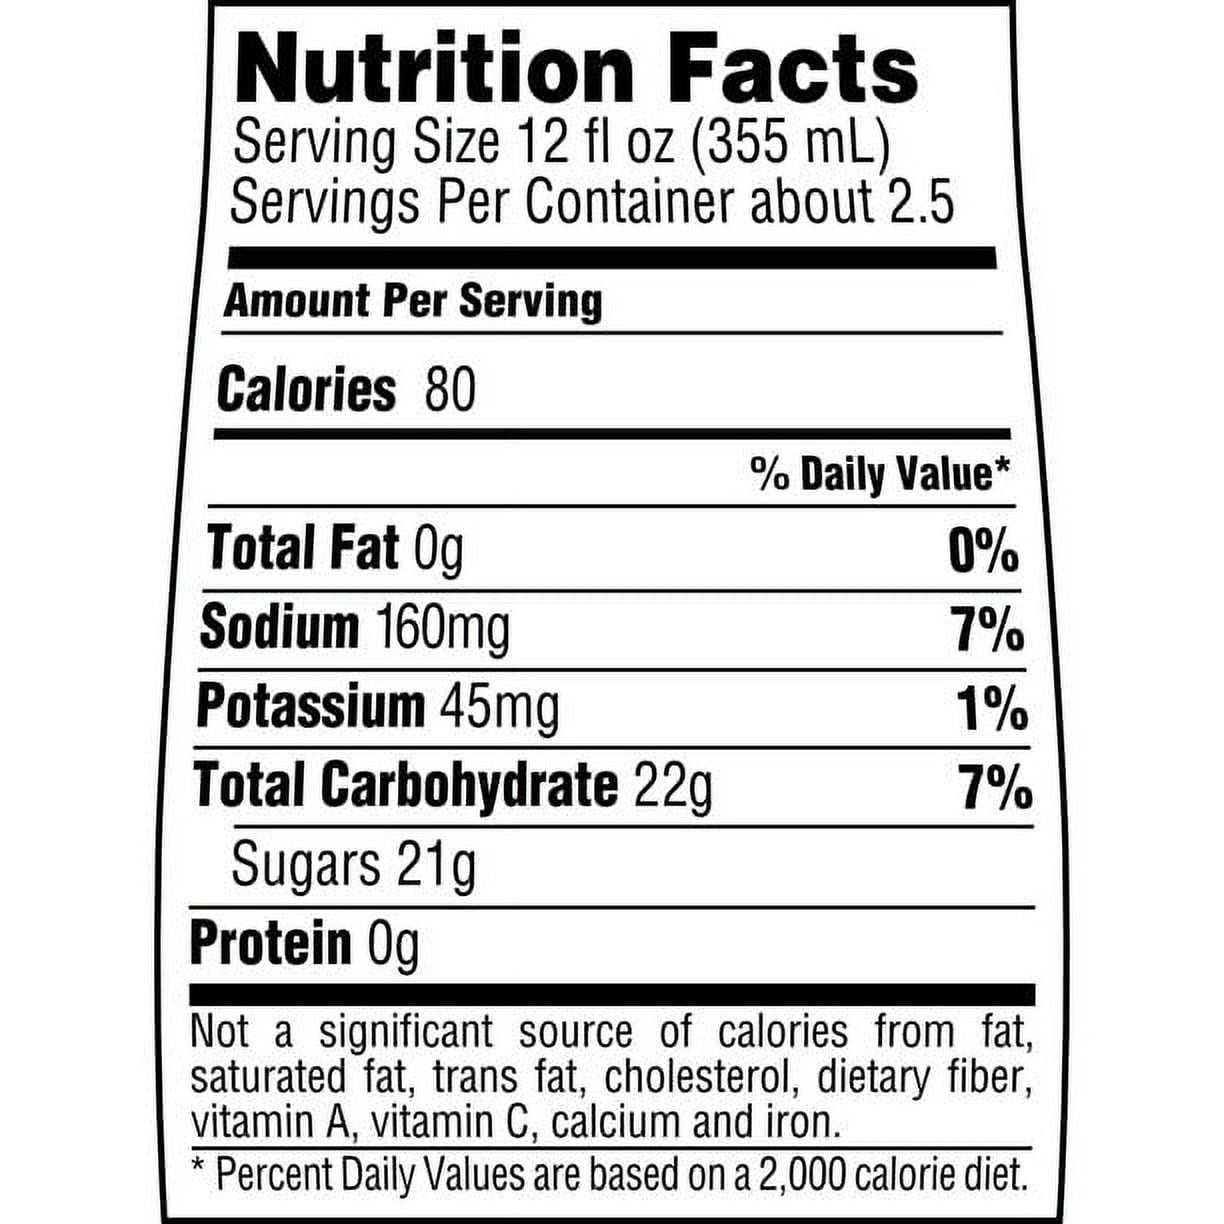 Nutrition Facts
Serving Size 12 fl oz (355 mL)
Servings Per Container about 2.5
Amount Per Serving
Calories 80
% Daily Value*
Total Fat 0g 0%
Sodium 160mg 7%
Potassium 45mg 1%
Total Carbohydrate 22g 7%
Sugars 21g
Protein 0g
Not a significant source of calories from fat,
saturated fat, trans fat, cholesterol, dietary fiber,
vitamin A, vitamin C, calcium and iron.
* Percent Daily Values are based on a 2,000 calorie diet.